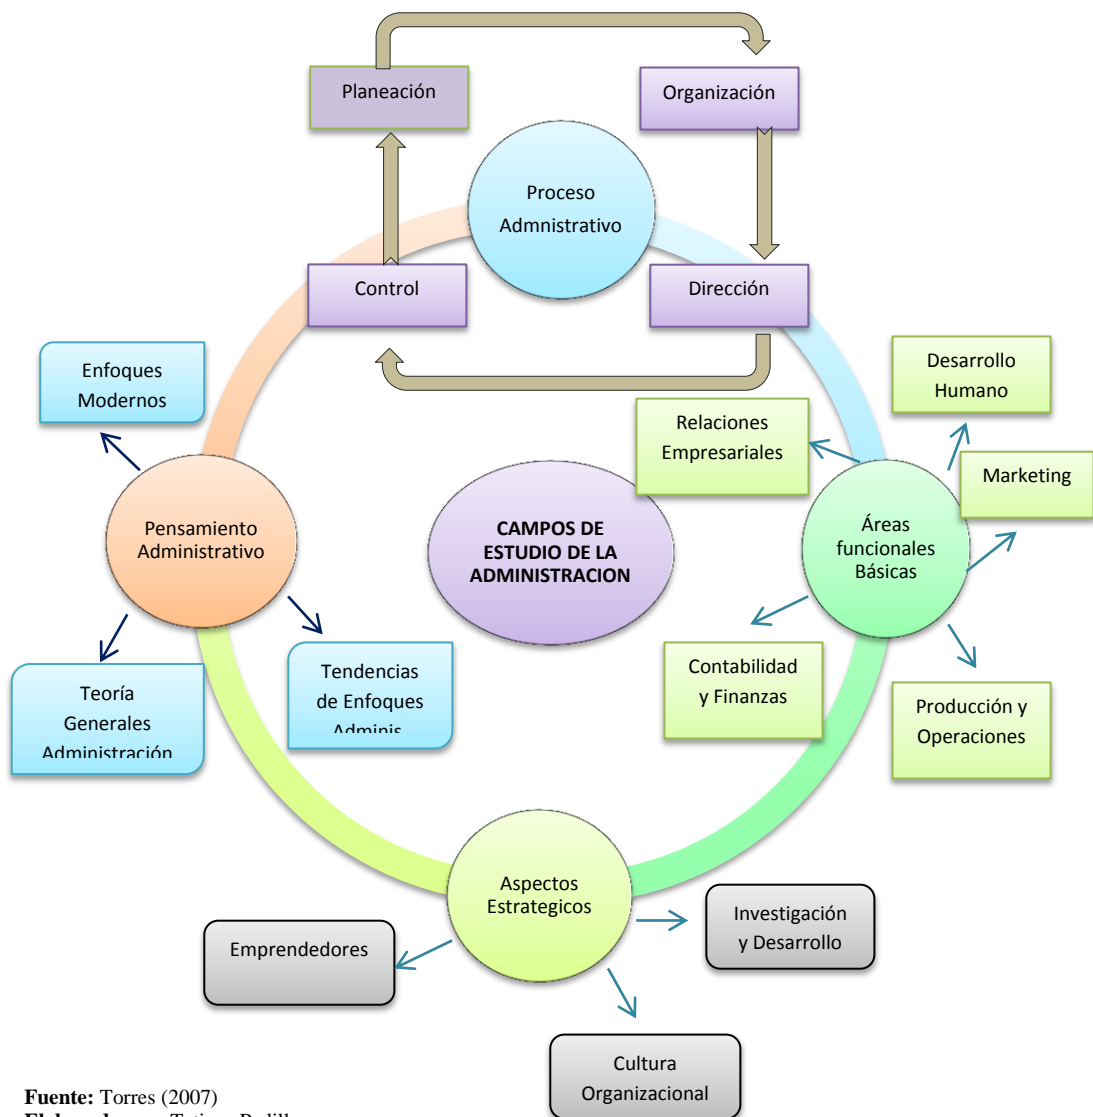 Planeación
Organización
Proceso
Admnistrativo
Control
Dirección
Enfoques
Modernos
Desarrollo
Humano
Relaciones
Empresariales
Marketing
Pensamiento
Administrativo
CAMPOS DE
ESTUDIO DE LA
ADMINISTRACION
Áreas
funcionales
Básicas
Teoría
Generales
Administración
Tendencias
de Enfoques
Adminis.
Contabilidad
y Finanzas
Producción y
Operaciones
Aspectos
Estrategicos
Emprendedores
Investigación
y Desarrollo
Cultura
Organizacional
Fuente: Torres (2007)